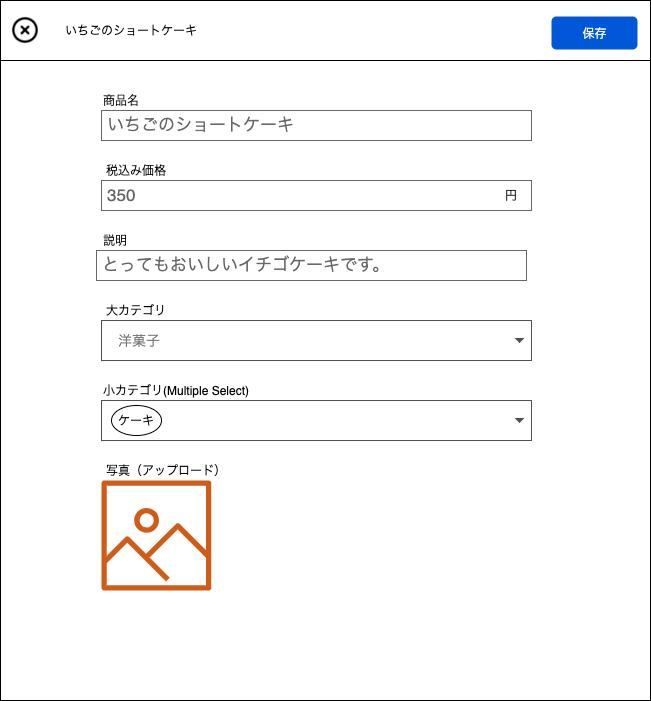 いちごのショートケーキ
保存
商品名
いちごのショートケーキ
税込み価格
350 円
説明
とってもおいしいイチゴケーキです。
大カテゴリ
洋菓子
小カテゴリ(Multiple Select)
ケーキ
写真（アップロード）